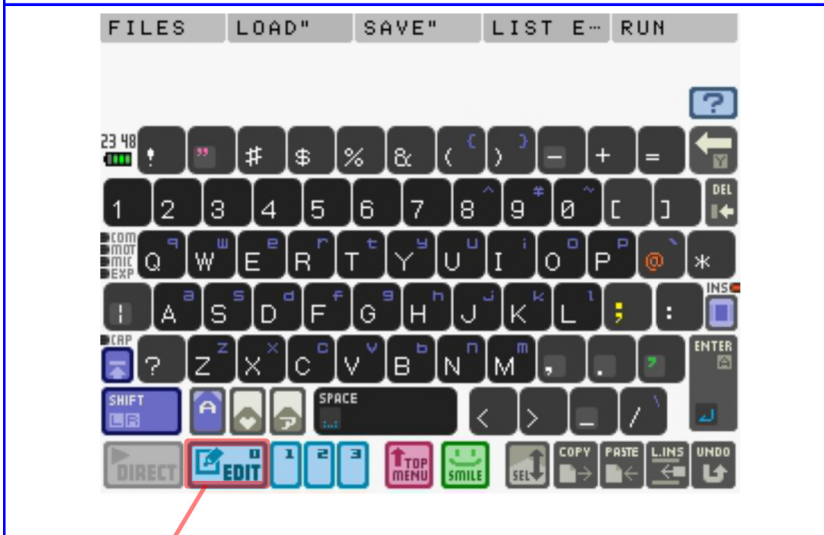 FILES LOAD" SAVE" LIST E… RUN
?
23 48 ! " # $ % & ( { ) } - + = Y
1 2 3 4 5 6 7 8 ^ 9 # 0 ~ [ ] DEL
COM MOT MIC EXP Q q W w E e R r T t Y y U u I i O o P p @ ` *
| A a S s D d F f G g H h J j K k L l ; : INS
CAP ? Z z X x C c V v B b N n M m , . ' ENTER A
SHIFT L R A SPACE < > _ / \
DIRECT EDIT 0 1 2 3 TOP MENU SMILE SEL COPY PASTE L.INS UNDO